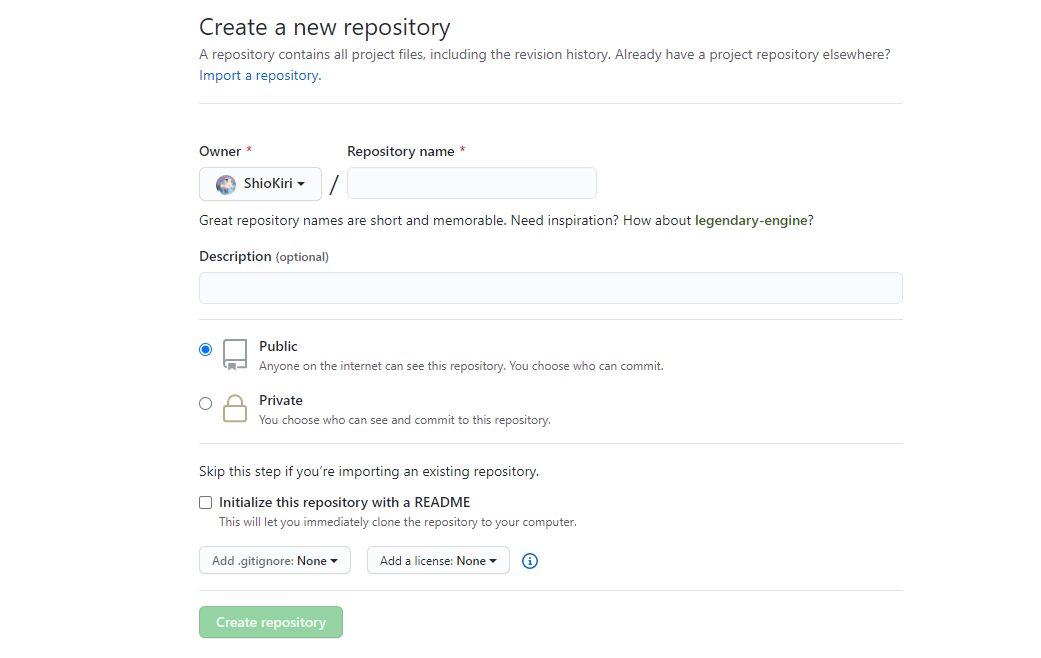 Create a new repository
A repository contains all project files, including the revision history. Already have a project repository elsewhere?
Import a repository.
Owner * Repository name *
ShioKiri /
Great repository names are short and memorable. Need inspiration? How about legendary-engine?
Description (optional)
Public
Anyone on the internet can see this repository. You choose who can commit.
Private
You choose who can see and commit to this repository.
Skip this step if you’re importing an existing repository.
Initialize this repository with a README
This will let you immediately clone the repository to your computer.
Add .gitignore: None Add a license: None
Create repository